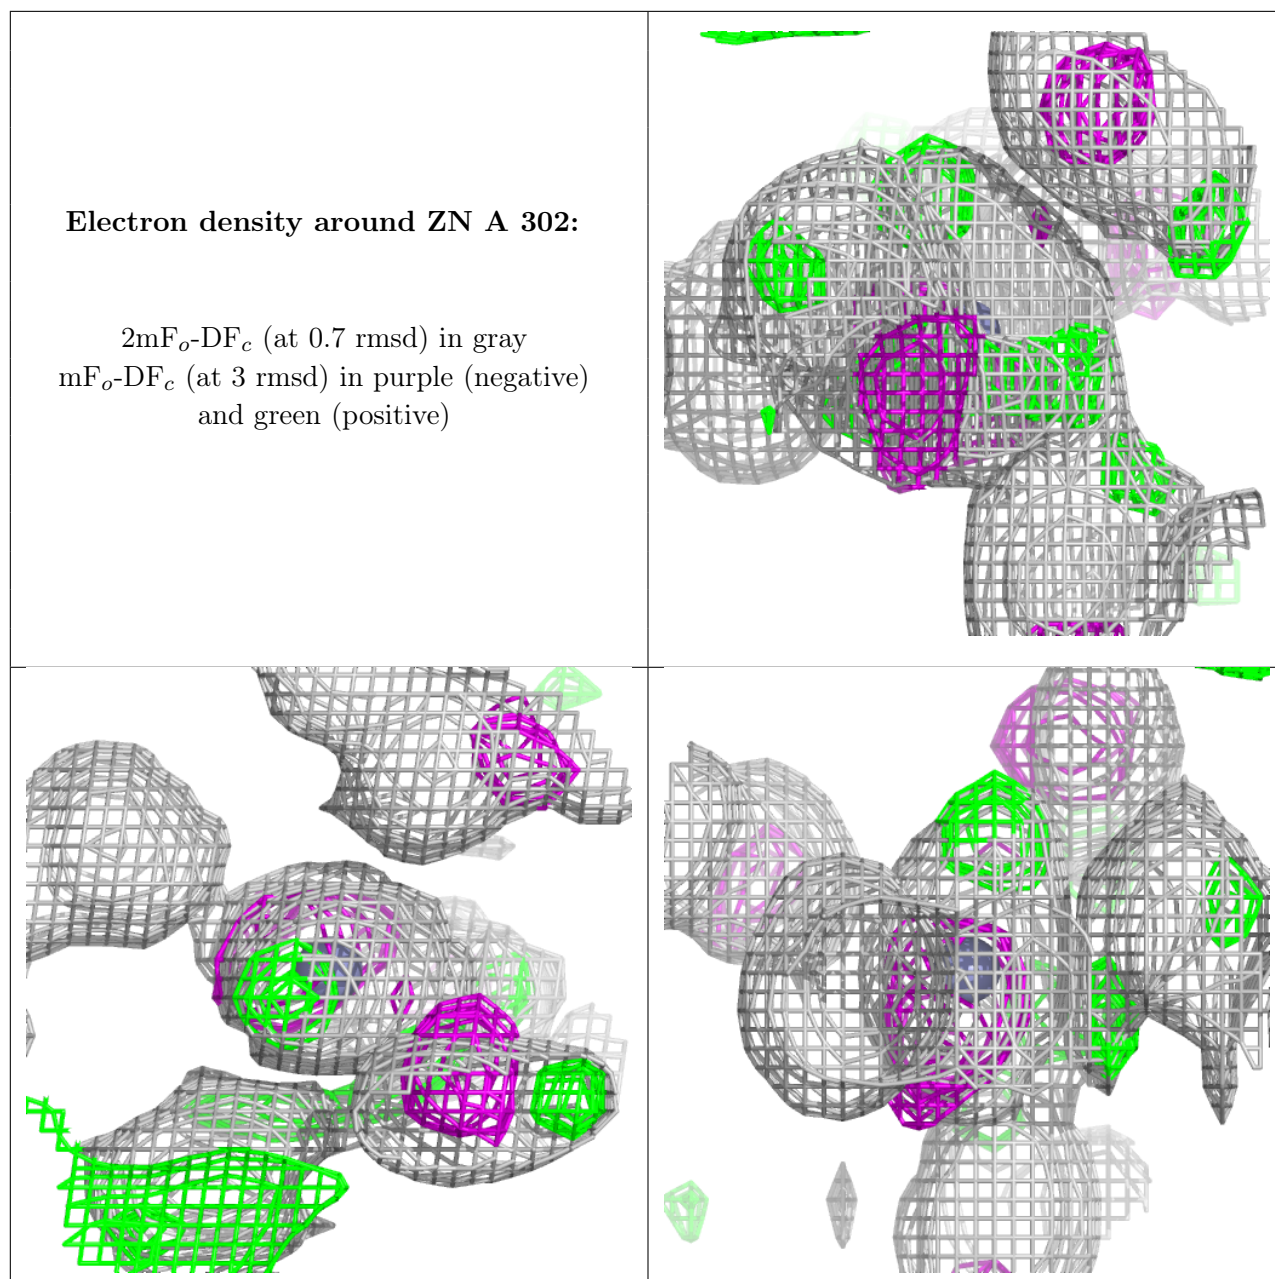 Electron density around ZN A 302:
2mFo-DFc (at 0.7 rmsd) in gray
mFo-DFc (at 3 rmsd) in purple (negative)
and green (positive)